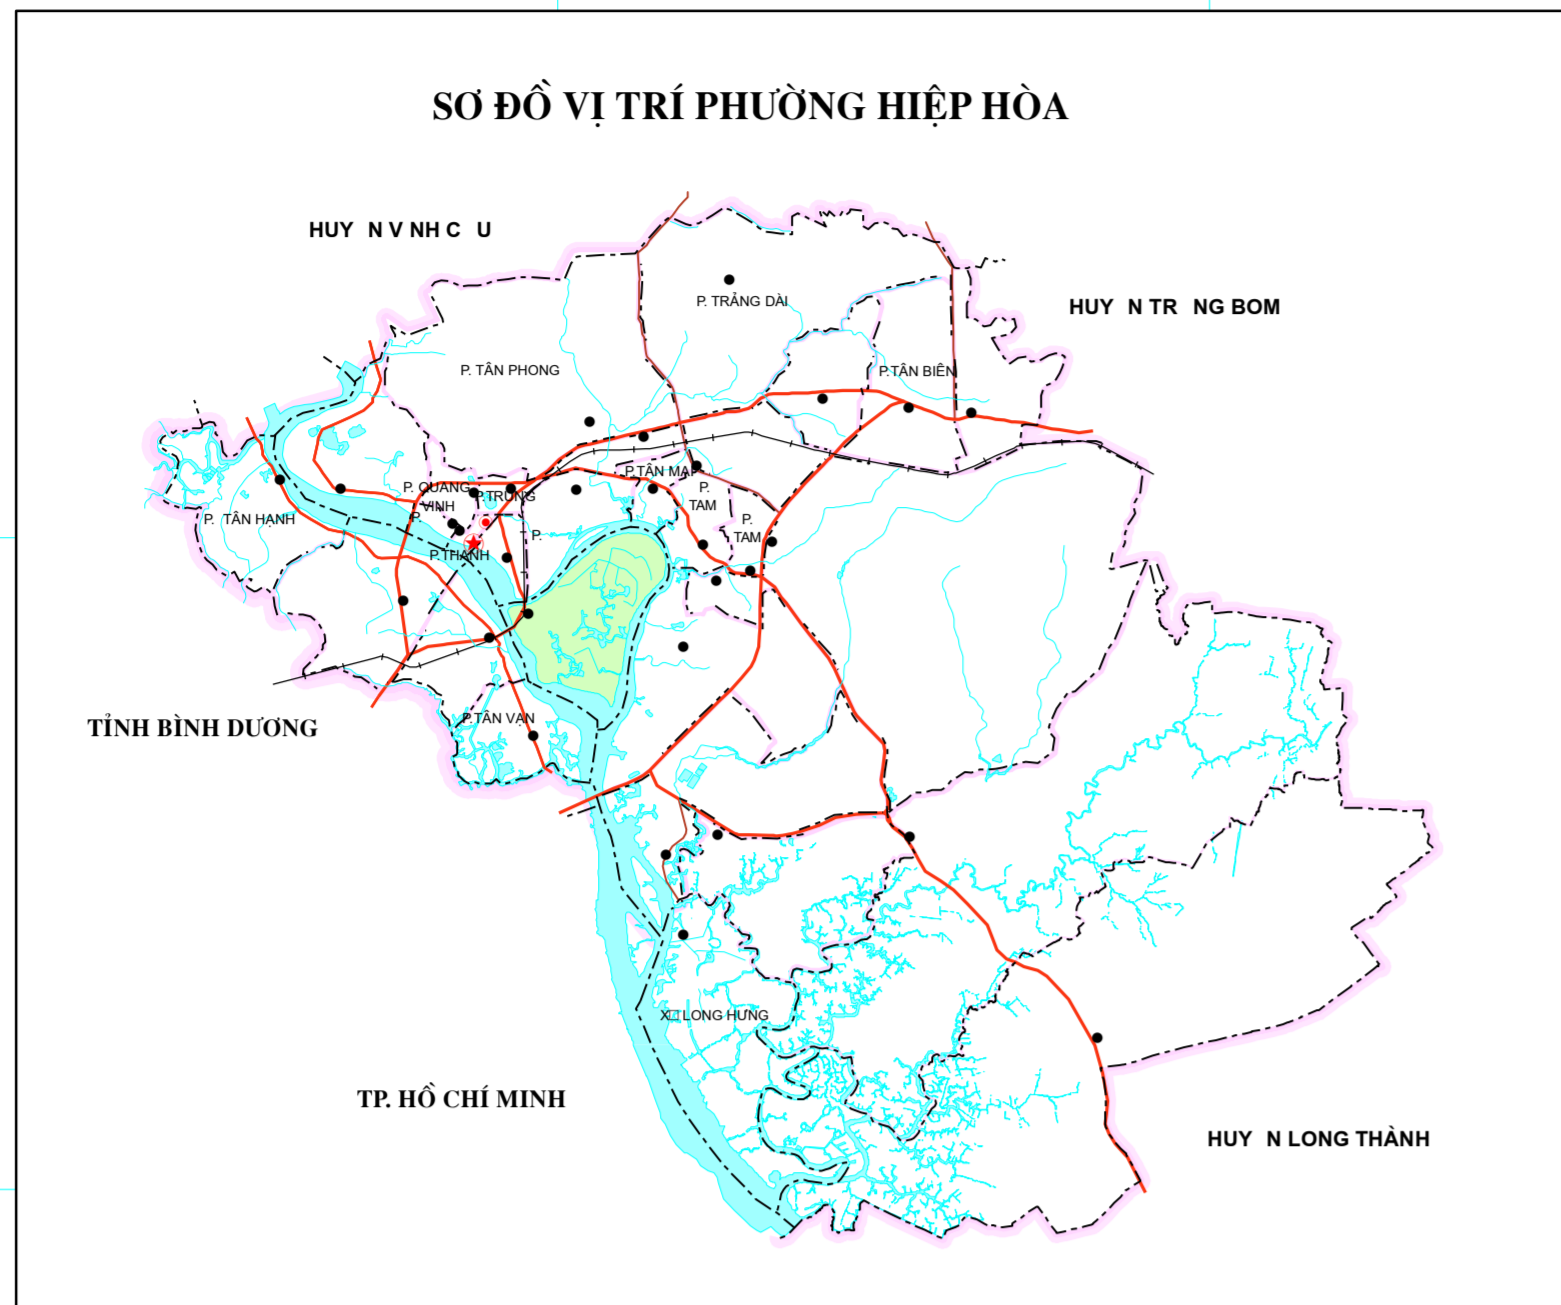 SƠ ĐỒ VỊ TRÍ PHƯỜNG HIỆP HÒA
HUY N V NH C U
P. TRẢNG DÀI
HUY N TR NG BOM
P. TÂN PHONG
P.TÂN BIÊN
P.TÂN MAI
P. QUANG
VINH
P.TRUNG
P.
TAM
P. TÂN HẠNH
P.
P.
TAM
P.
P.THANH
P.TÂN VẠN
TỈNH BÌNH DƯƠNG
X□ LONG HƯNG
TP. HỒ CHÍ MINH
HUY N LONG THÀNH